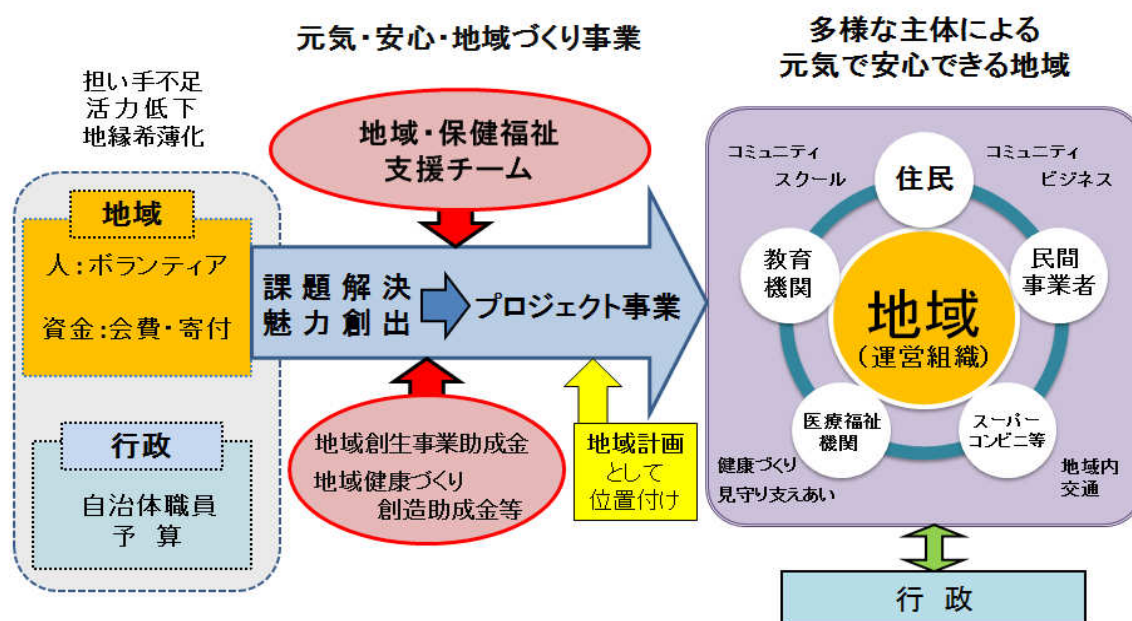 元気・安心・地域づくり事業
多様な主体による
元気で安心できる地域
担い手不足
活力低下
地縁希薄化
地域
人:ボランティア
資金:会費・寄付
行政
自治体職員
予 算
地域・保健福祉
支援チーム
課題解決
魅力創出
プロジェクト事業
地域創生事業助成金
地域健康づくり
創造助成金等
地域計画
として
位置付け
コミュニティ
スクール
住民
コミュニティ
ビジネス
教育
機関
民間
事業者
地域
(運営組織)
医療福祉
機関
スーパー
コンビニ等
健康づくり
見守り支えあい
地域内
交通
行 政